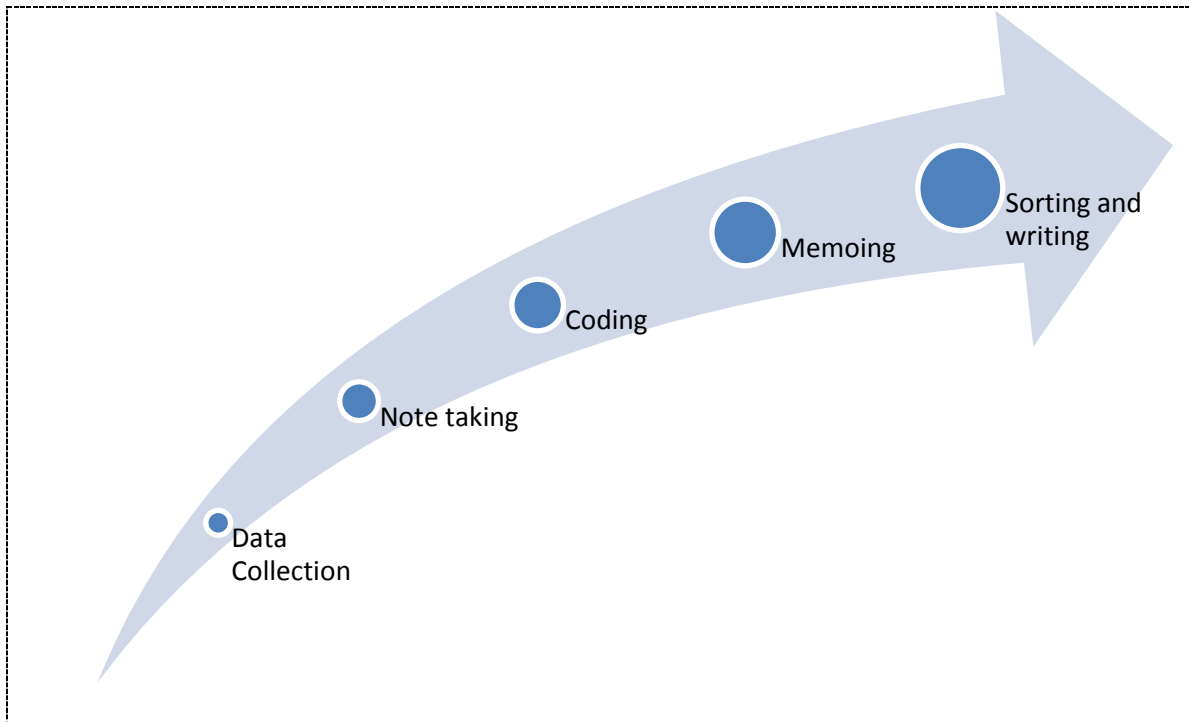 Sorting and
writing
Memoing
Coding
Note taking
Data
Collection